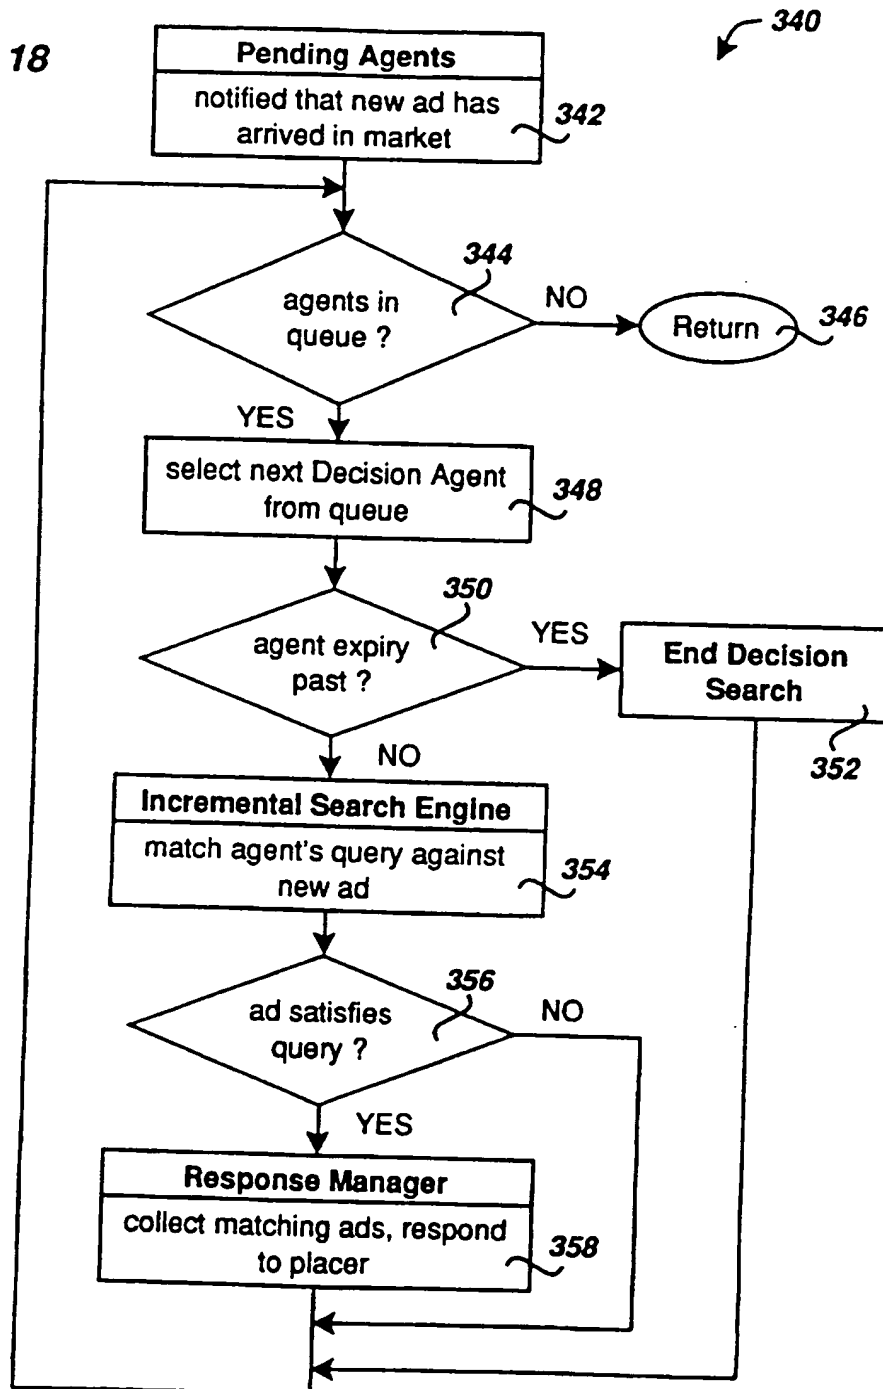 340
18
Pending Agents
notified that new ad has
arrived in market
342
344
agents in
queue ?
NO
Return
346
YES
select next Decision Agent
from queue
348
350
agent expiry
past ?
YES
End Decision
Search
352
NO
Incremental Search Engine
match agent's query against
new ad
354
356
ad satisfies
query ?
NO
YES
Response Manager
collect matching ads, respond
to placer
358